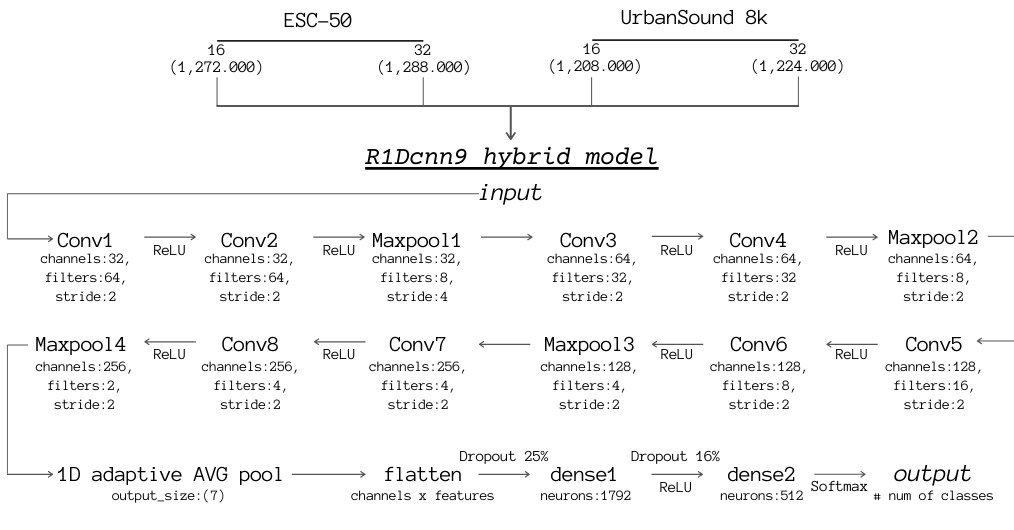 ESC-50 UrbanSound 8k
16 32 16 32
(1,272.000) (1,288.000) (1,208.000) (1,224.000)
R1Dcnn9 hybrid model
input
Conv1 ReLU Conv2 ReLU Maxpool1 Conv3 ReLU Conv4 ReLU Maxpool2
channels:32, channels:32, channels:32, channels:64, channels:64, channels:64,
filters:64, filters:64, filters:8, filters:32, filters:32 filters:8,
stride:2 stride:2 stride:4 stride:2 stride:2 stride:2
Maxpool4 ReLU Conv8 ReLU Conv7 Maxpool3 ReLU Conv6 ReLU Conv5
channels:256, channels:256, channels:256, channels:128, channels:128, channels:128,
filters:2, filters:4, filters:4, filters:4, filters:8, filters:16,
stride:2 stride:2 stride:2 stride:2 stride:2 stride:2
Dropout 25% Dropout 16%
1D adaptive AVG pool flatten dense1 ReLU dense2 Softmax output
output_size:(7) channels x features neurons:1792 neurons:512 # num of classes